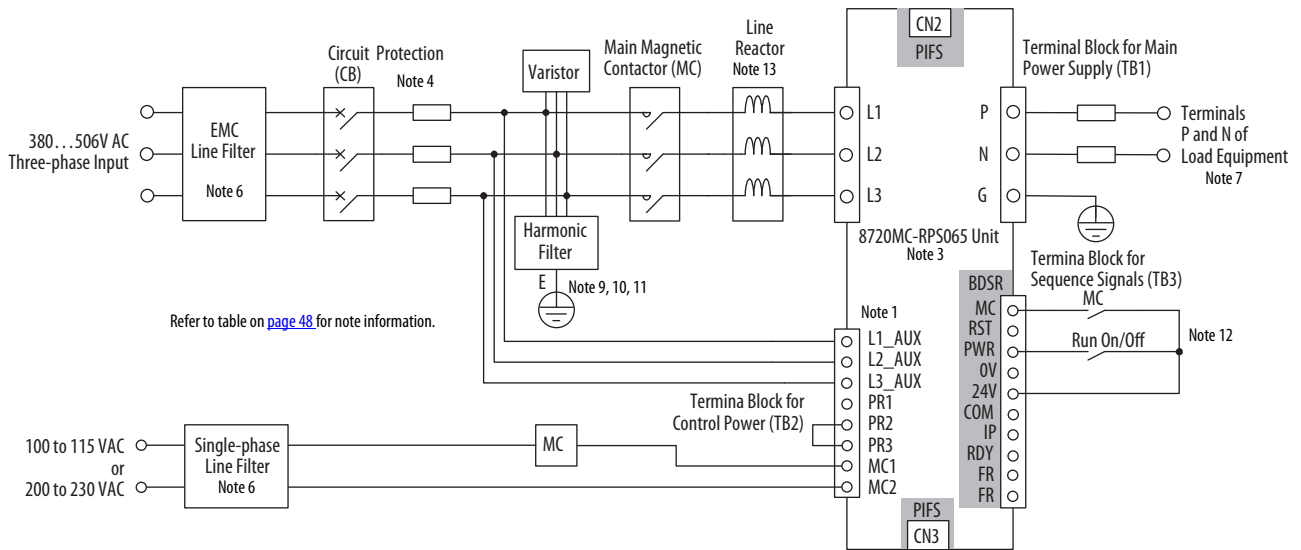 CN2
PIFS
Line
Reactor
Note 13
Main Magnetic
Contactor (MC)
Circuit Protection
(CB)
Note 4
Varistor
Terminal Block for Main
Power Supply (TB1)
380...506V AC
Three-phase Input
EMC
Line Filter
Note 6
L1
L2
L3
P
N
G
Terminals
P and N of
Load Equipment
Note 7
Harmonic
Filter
E
Note 9, 10, 11
8720MC-RPS065 Unit
Note 3
Termina Block for
Sequence Signals (TB3)
Refer to table on page 48 for note information.
Note 1
L1_AUX
L2_AUX
L3_AUX
PR1
PR2
PR3
MC1
MC2
Termina Block for
Control Power (TB2)
BDSR
MC
RST
PWR
0V
24V
COM
IP
RDY
FR
FR
MC
Run On/Off
Note 12
100 to 115 VAC
or
200 to 230 VAC
Single-phase
Line Filter
Note 6
MC
PIFS
CN3